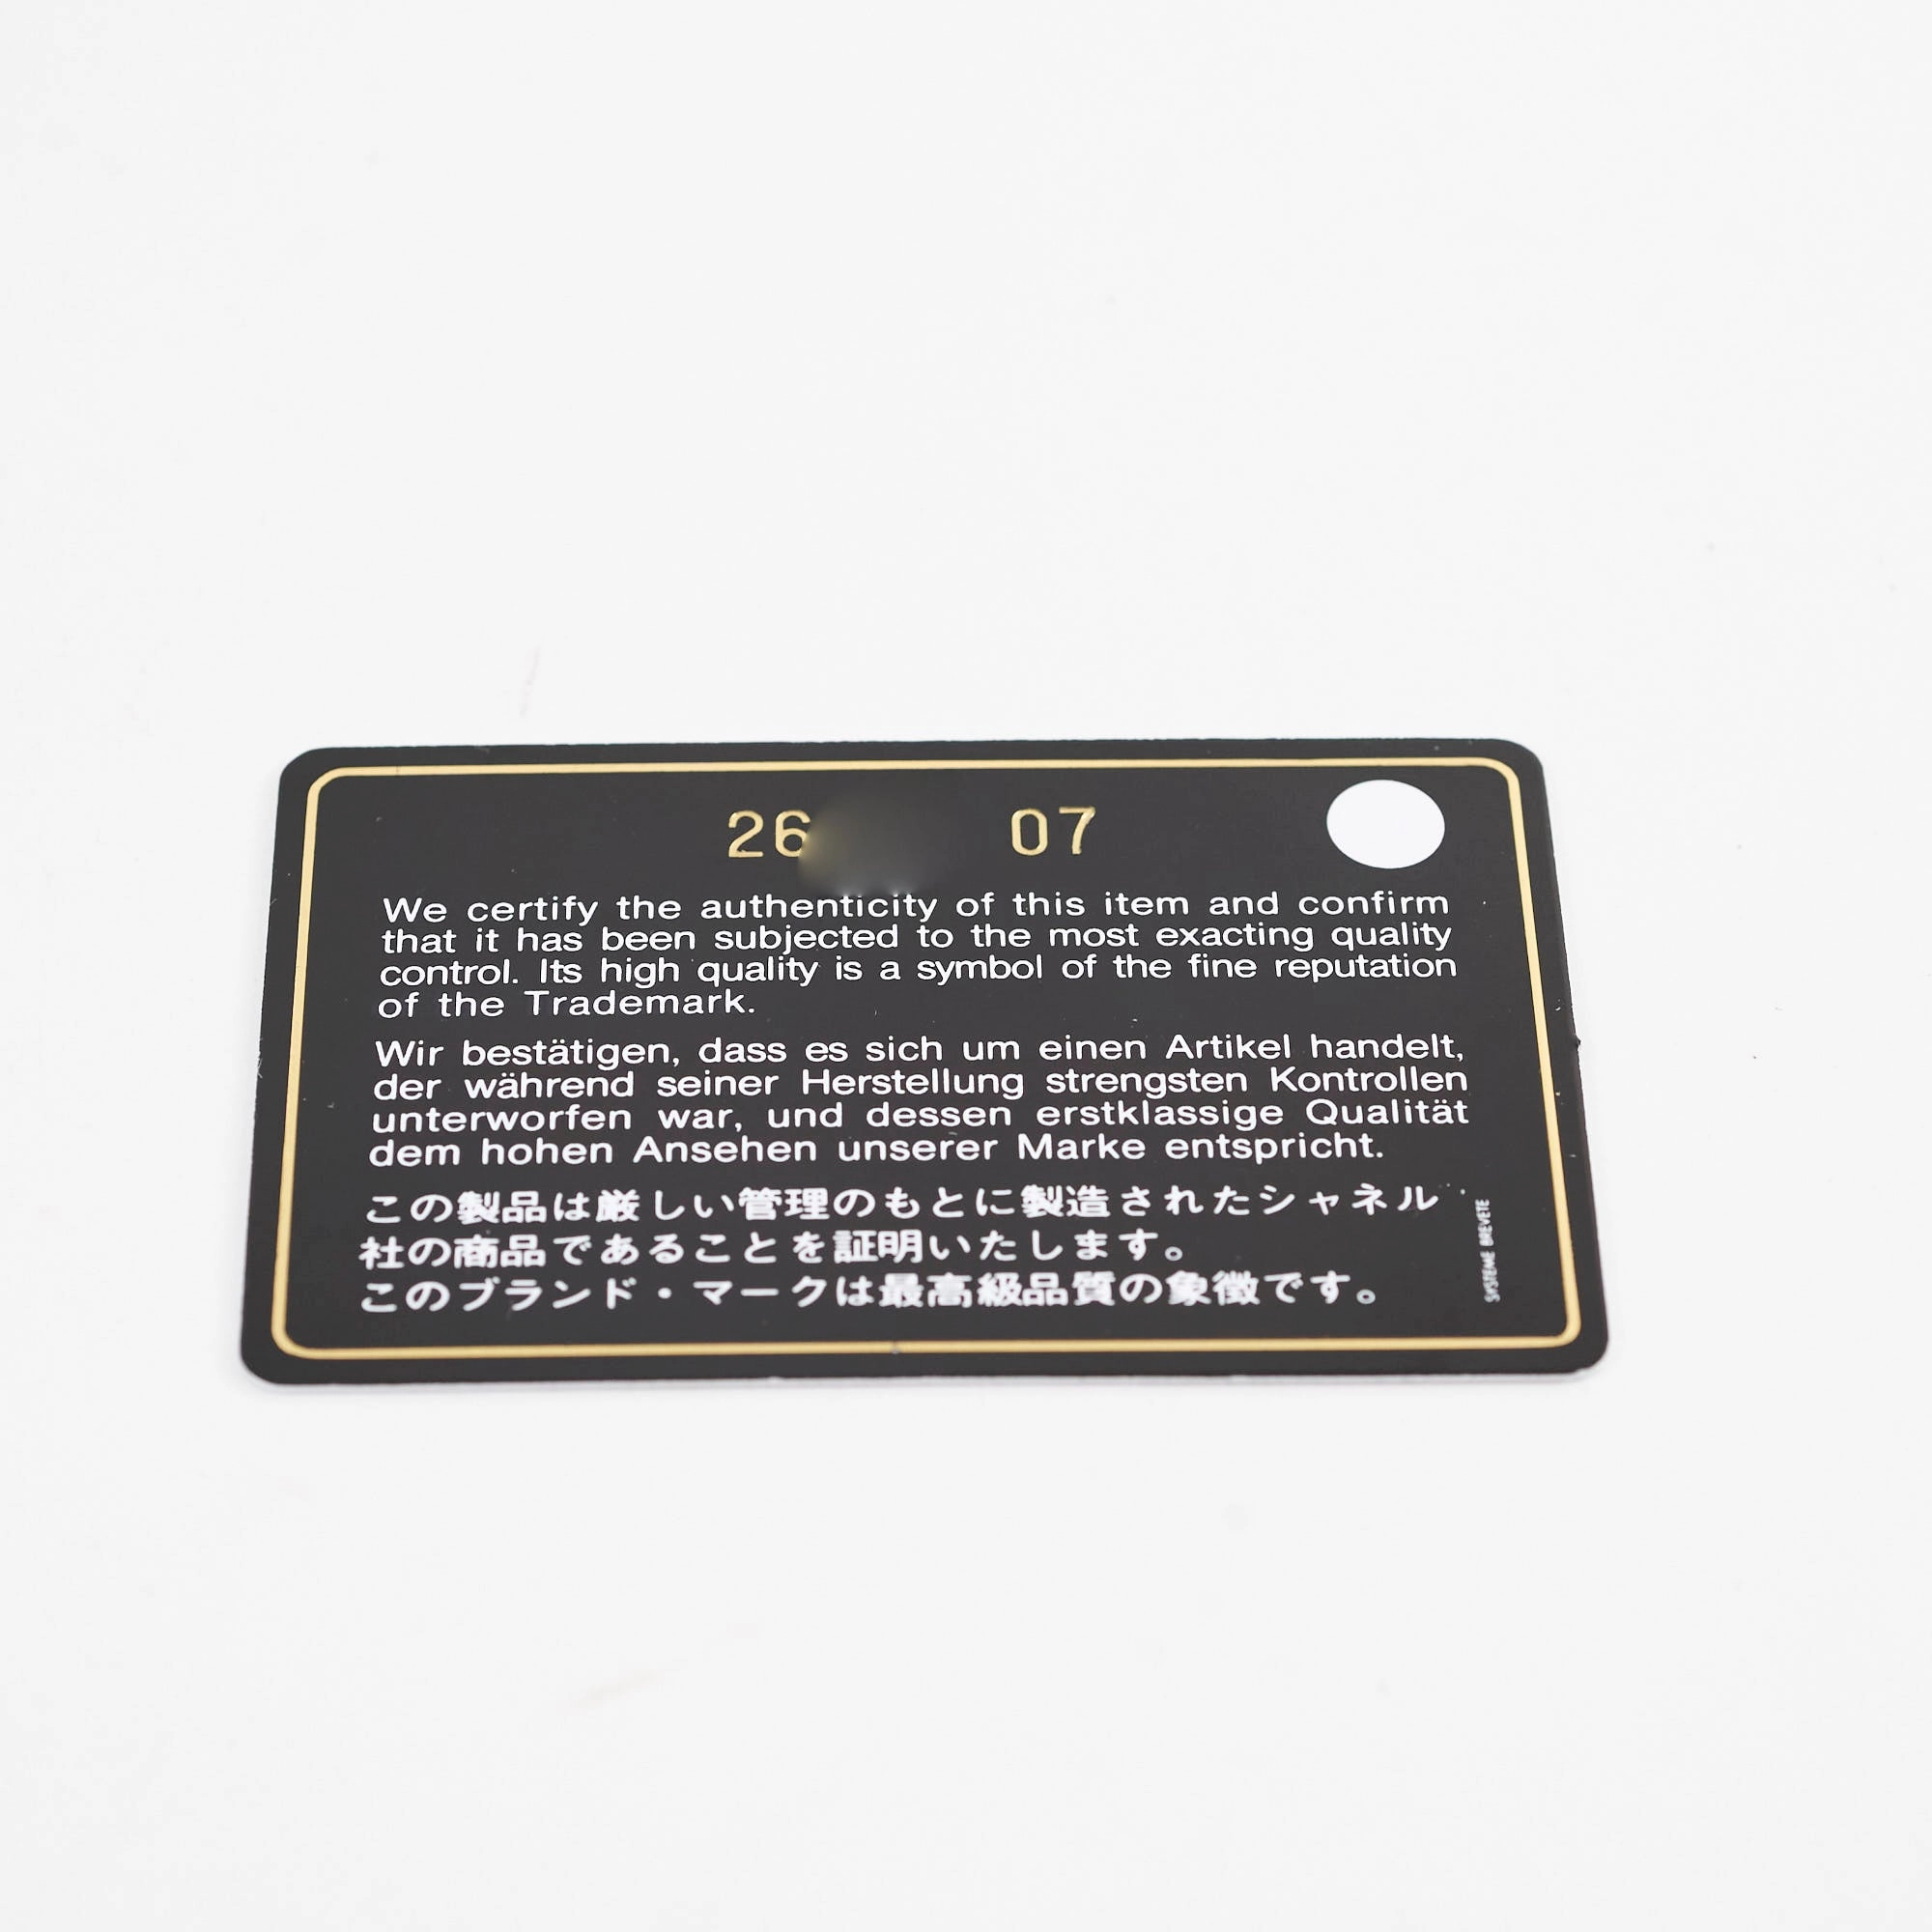 26 07
We certify the authenticity of this item and confirm
that it has been subjected to the most exacting quality
control. Its high quality is a symbol of the fine reputation
of the Trademark.
Wir bestätigen, dass es sich um einen Artikel handelt,
der während seiner Herstellung strengsten Kontrollen
unterworfen war, und dessen erstklassige Qualität
dem hohen Ansehen unserer Marke entspricht.
この製品は厳しい管理のもとに製造されたシャネル
社の商品であることを証明いたします。
このブランド・マークは最高級品質の象徴です。
SYSTEME BREVETE